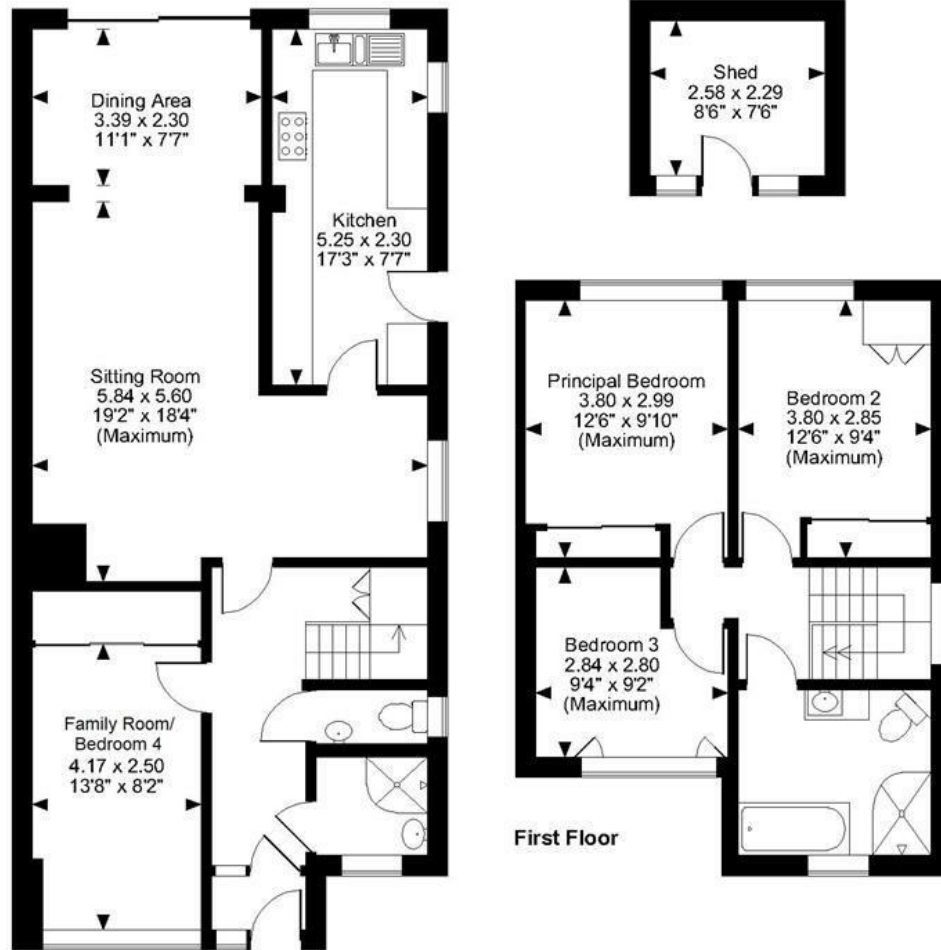 Dining Area
3.39 x 2.30
11'1" x 7'7"
Kitchen
5.25 x 2.30
17'3" x 7'7"
Sitting Room
5.84 x 5.60
19'2" x 18'4"
(Maximum)
Family Room/
Bedroom 4
4.17 x 2.50
13'8" x 8'2"
Shed
2.58 x 2.29
8'6" x 7'6"
Principal Bedroom
3.80 x 2.99
12'6" x 9'10"
(Maximum)
Bedroom 2
3.80 x 2.85
12'6" x 9'4"
(Maximum)
Bedroom 3
2.84 x 2.80
9'4" x 9'2"
(Maximum)
First Floor